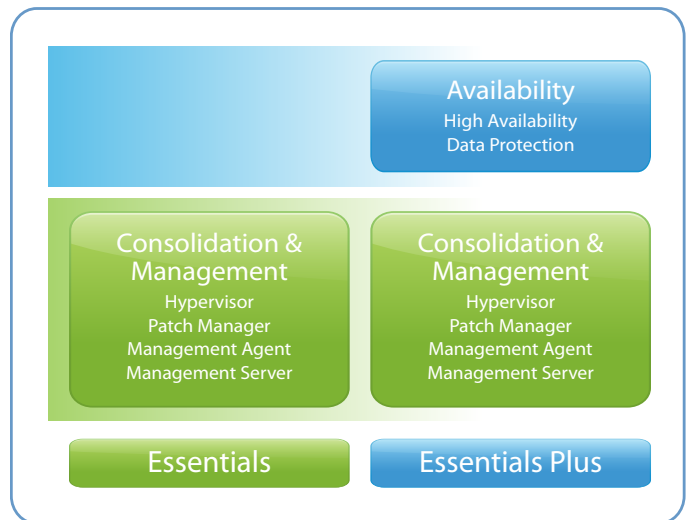 Availability
High Availability
Data Protection
Consolidation &
Management
Hypervisor
Patch Manager
Management Agent
Management Server
Consolidation &
Management
Hypervisor
Patch Manager
Management Agent
Management Server
Essentials
Essentials Plus